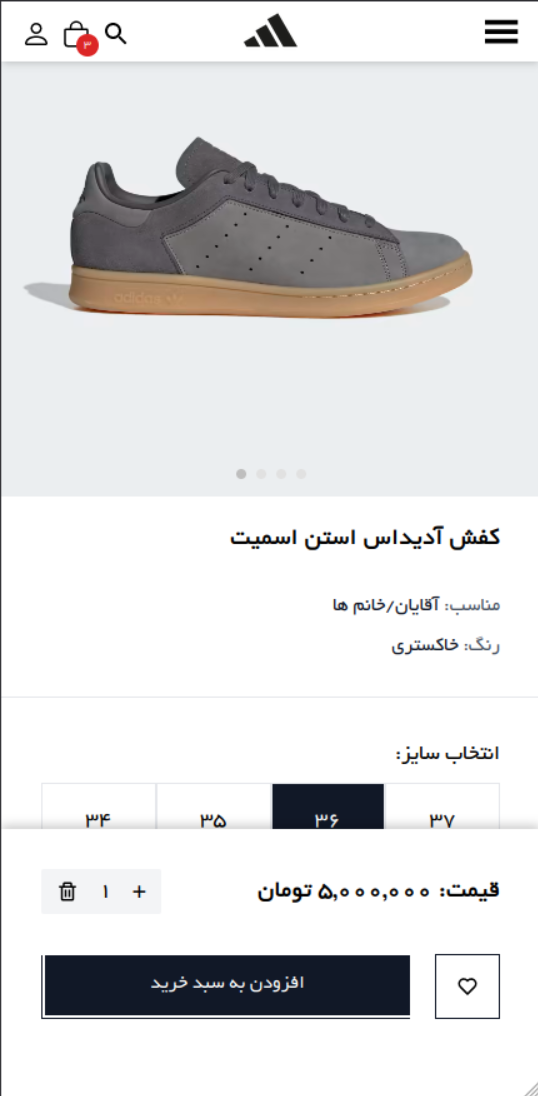 ۳
adidas
کفش آدیداس استن اسمیت
مناسب: آقایان/خانم ها
رنگ: خاکستری
انتخاب سایز:
۳۷ ۳۶ ۳۵ ۳۴
قیمت: ۵,۰۰۰,۰۰۰ تومان
+ ۱
افزودن به سبد خرید